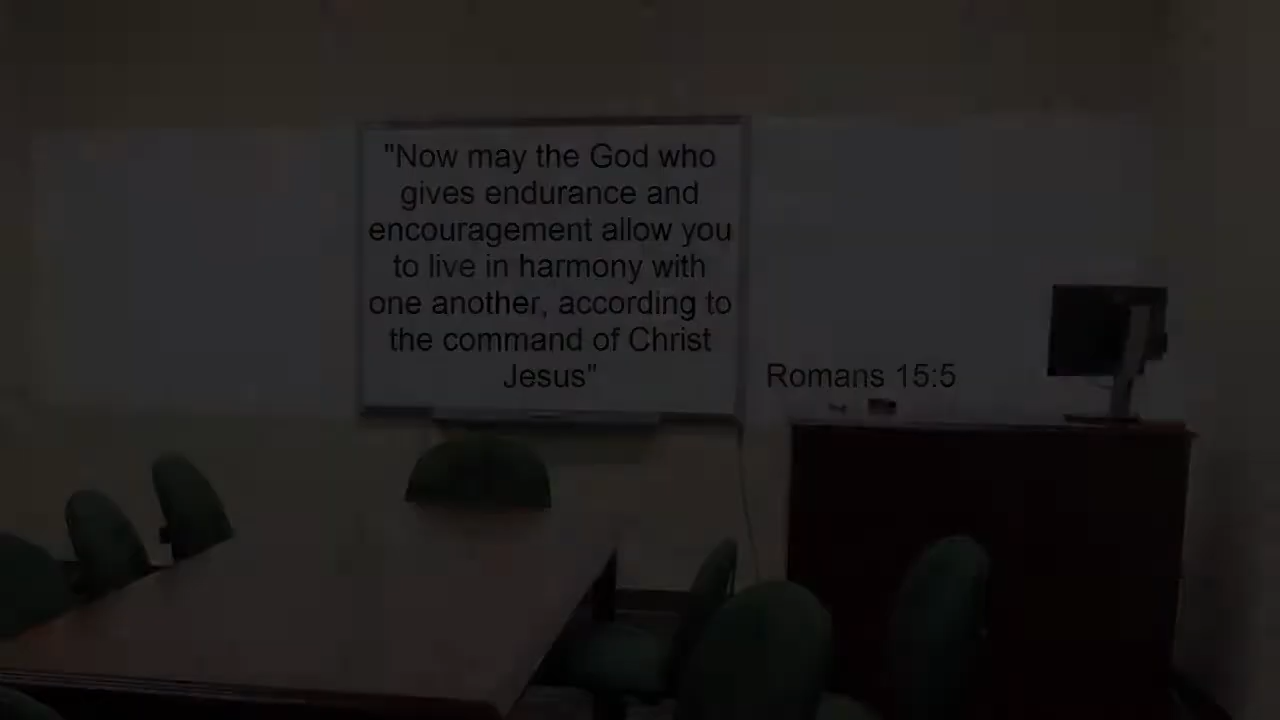 "Now may the God who
gives endurance and
encouragement allow you
to live in harmony with
one another, according to
the command of Christ
Jesus"
Romans 15:5